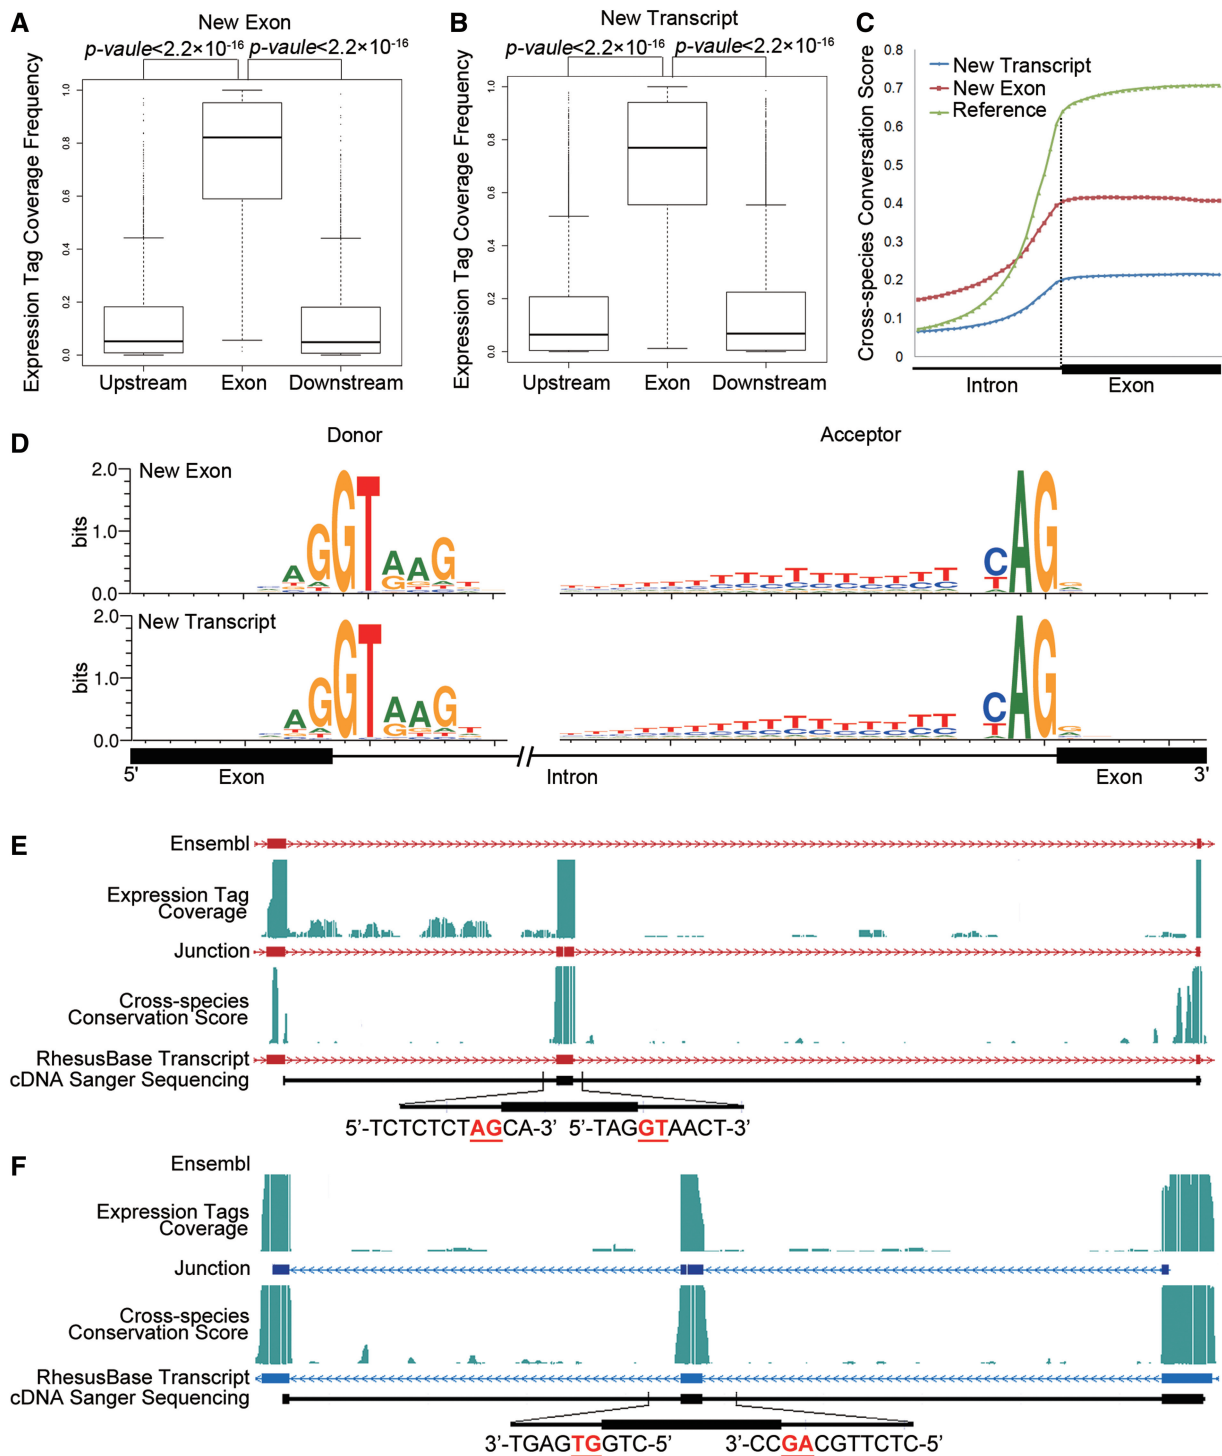 A
New Exon
p-vaule<2.2×10-16 p-vaule<2.2×10-16
Expression Tag Coverage Frequency
1.0
0.8
0.6
0.4
0.2
0.0
Upstream Exon Downstream
B
New Transcript
p-vaule<2.2×10-16 p-vaule<2.2×10-16
Expression Tag Coverage Frequency
1.0
0.8
0.6
0.4
0.2
0.0
Upstream Exon Downstream
C
Cross-species Conversation Score
0.8
0.7
0.6
0.5
0.4
0.3
0.2
0.1
0
New Transcript
New Exon
Reference
Intron Exon
D
Donor Acceptor
New Exon
bits
2.0
1.0
0.0
A G G T A A G
G
T T T T T T T T T T T C A G
C C C C T
New Transcript
bits
2.0
1.0
0.0
A G G T A A G
G
T T T T T T T T T T C A G
C C C C T
5' Exon Intron Exon 3'
E
Ensembl
Expression Tag
Coverage
Junction
Cross-species
Conservation Score
RhesusBase Transcript
cDNA Sanger Sequencing
5’-TCTCTCTAGCA-3’ 5’-TAGGTAACT-3’
F
Ensembl
Expression Tags
Coverage
Junction
Cross-species
Conservation Score
RhesusBase Transcript
cDNA Sanger Sequencing
3’-TGAGTGGTC-5’ 3’-CCGACGTTCTC-5’